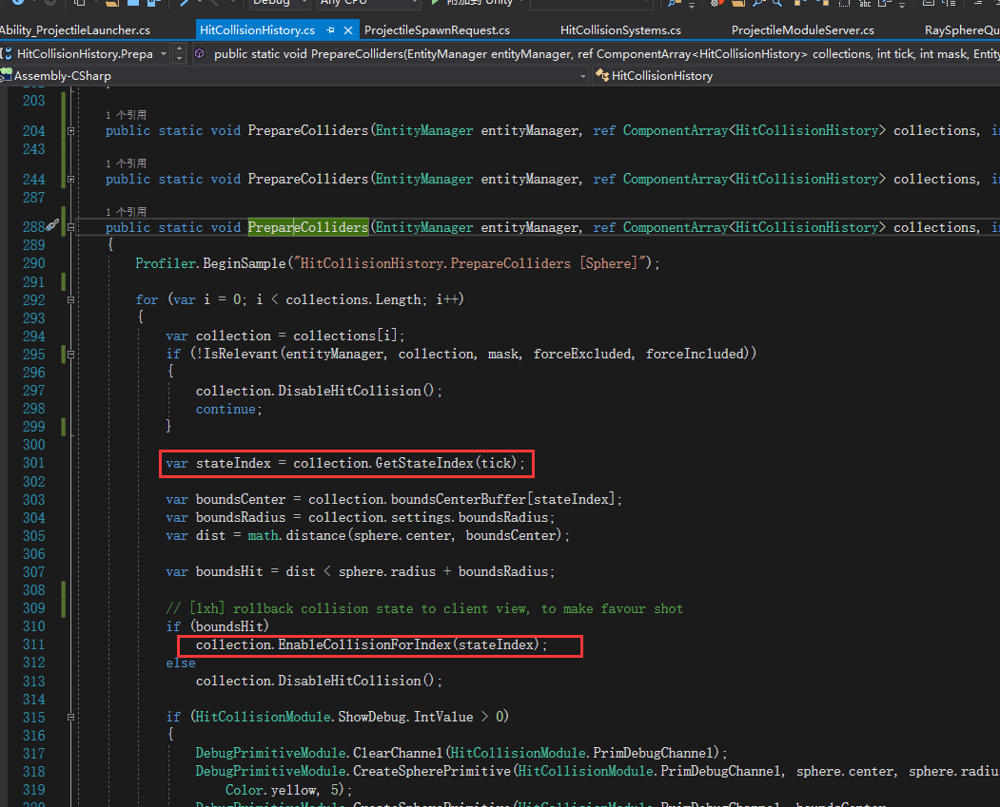 Debug Any CPU 附加到 Unity
Ability_ProjectileLauncher.cs HitCollisionHistory.cs ProjectileSpawnRequest.cs HitCollisionSystems.cs ProjectileModuleServer.cs RaySphereQu
HitCollisionHistory.Prepa public static void PrepareColliders(EntityManager entityManager, ref ComponentArray<HitCollisionHistory> collections, int tick, int mask, Entity
Assembly-CSharp HitCollisionHistory
203
1 个引用
204 public static void PrepareColliders(EntityManager entityManager, ref ComponentArray<HitCollisionHistory> collections, in
243
1 个引用
244 public static void PrepareColliders(EntityManager entityManager, ref ComponentArray<HitCollisionHistory> collections, in
287
1 个引用
288 public static void PrepareColliders(EntityManager entityManager, ref ComponentArray<HitCollisionHistory> collections, in
289 {
290 Profiler.BeginSample("HitCollisionHistory.PrepareColliders [Sphere]");
291
292 for (var i = 0; i < collections.Length; i++)
293 {
294 var collection = collections[i];
295 if (!IsRelevant(entityManager, collection, mask, forceExcluded, forceIncluded))
296 {
297 collection.DisableHitCollision();
298 continue;
299 }
300
301 var stateIndex = collection.GetStateIndex(tick);
302
303 var boundsCenter = collection.boundsCenterBuffer[stateIndex];
304 var boundsRadius = collection.settings.boundsRadius;
305 var dist = math.distance(sphere.center, boundsCenter);
306
307 var boundsHit = dist < sphere.radius + boundsRadius;
308
309 // [lxh] rollback collision state to client view, to make favour shot
310 if (boundsHit)
311 collection.EnableCollisionForIndex(stateIndex);
312 else
313 collection.DisableHitCollision();
314
315 if (HitCollisionModule.ShowDebug.IntValue > 0)
316 {
317 DebugPrimitiveModule.ClearChannel(HitCollisionModule.PrimDebugChannel);
318 DebugPrimitiveModule.CreateSpherePrimitive(HitCollisionModule.PrimDebugChannel, sphere.center, sphere.radiu
319 Color.yellow, 5);